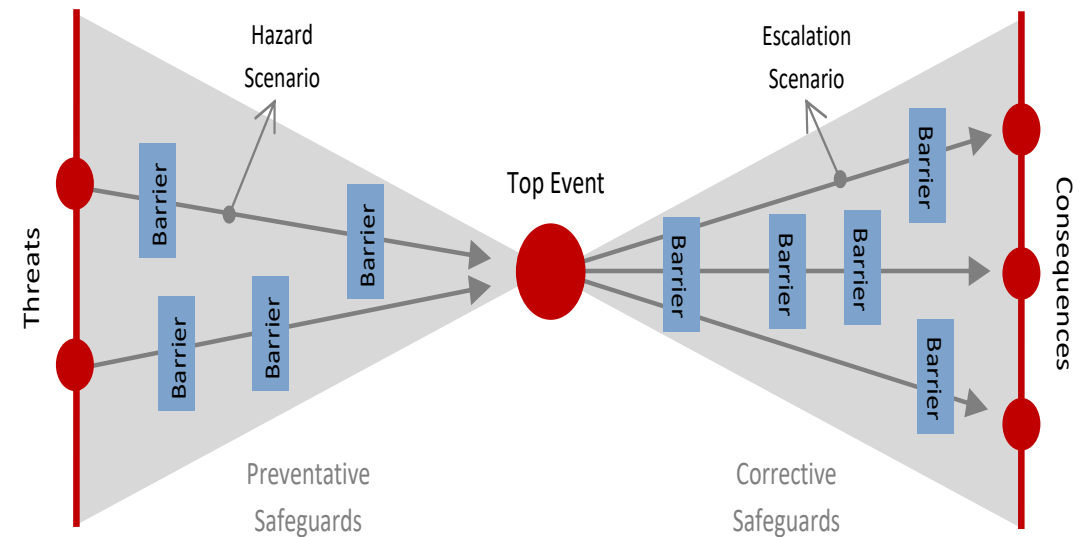 Hazard
Scenario
Escalation
Scenario
Top Event
Threats
Barrier
Barrier
Barrier
Barrier
Barrier
Barrier
Barrier
Barrier
Barrier
Consequences
Preventative
Safeguards
Corrective
Safeguards